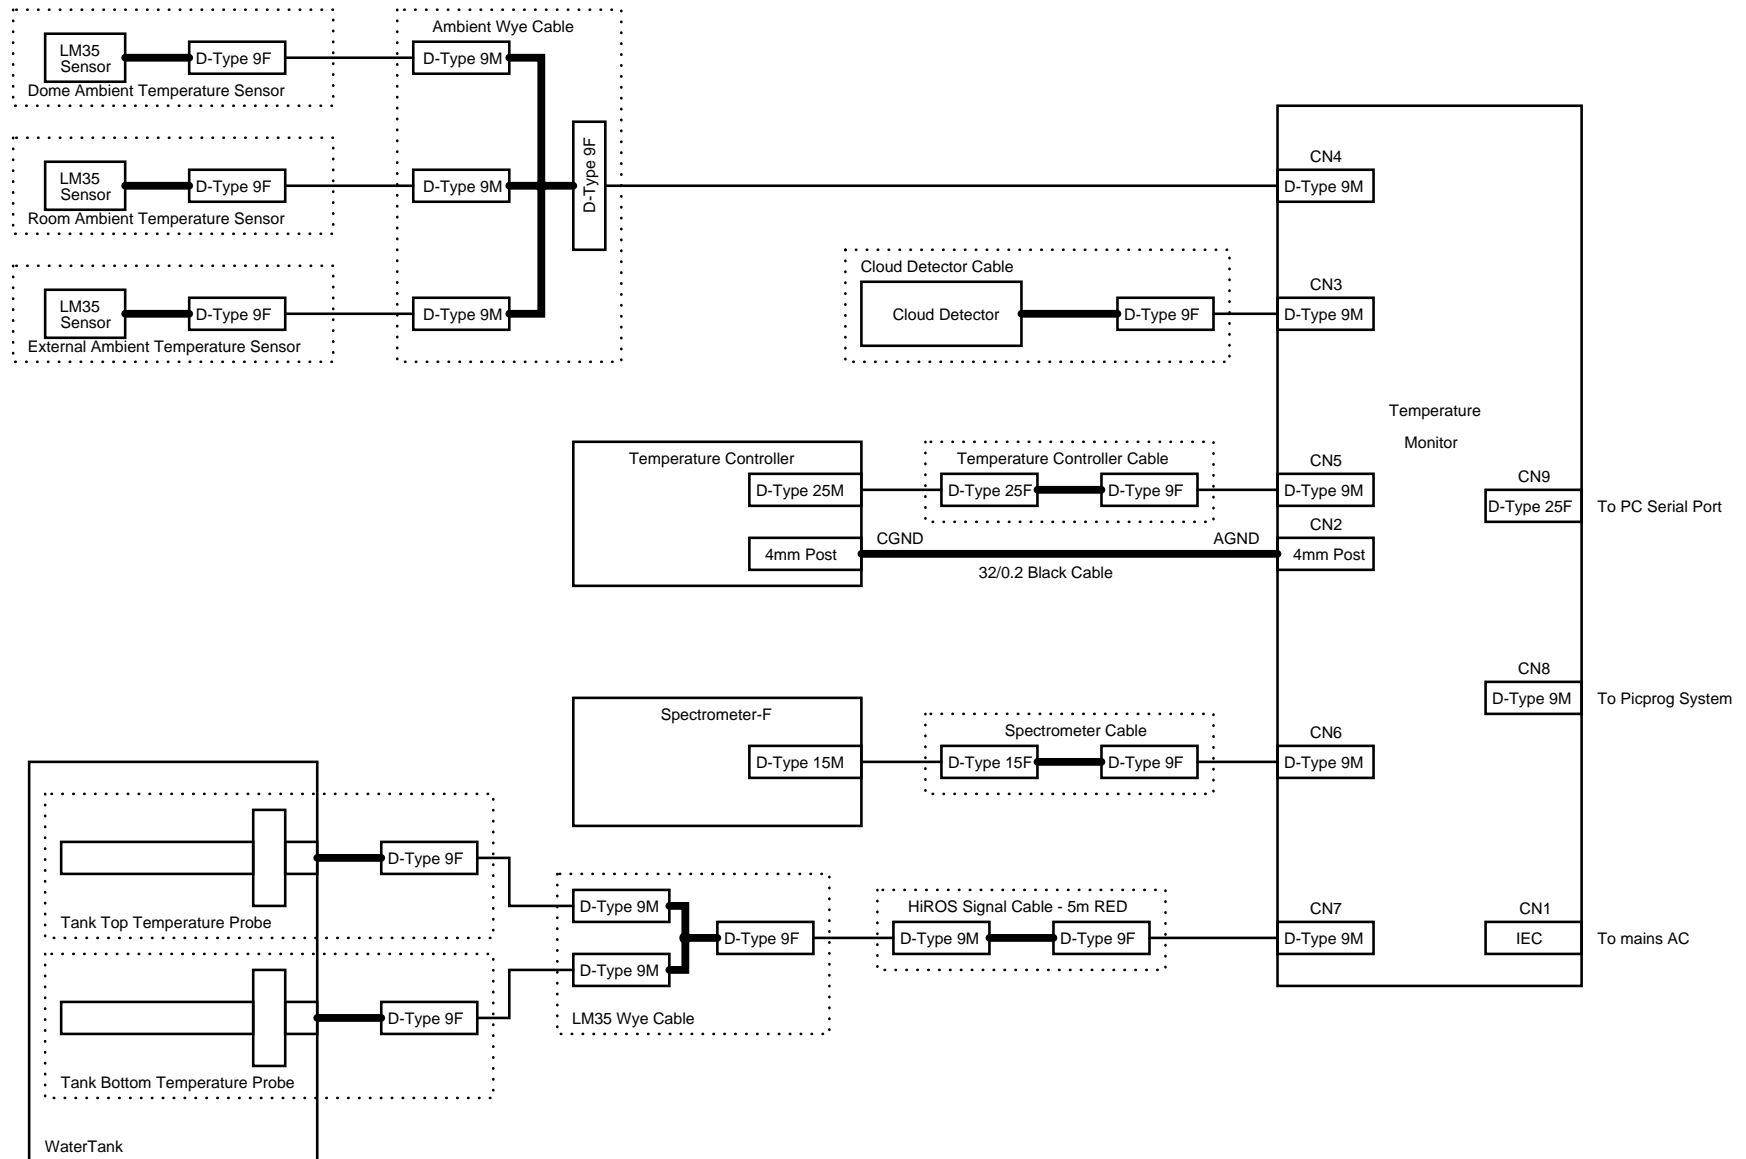 Ambient Wye Cable
LM35
Sensor
D-Type 9F
D-Type 9M
Dome Ambient Temperature Sensor
D-Type 9F
LM35
Sensor
D-Type 9F
D-Type 9M
Room Ambient Temperature Sensor
CN4
D-Type 9M
LM35
Sensor
D-Type 9F
D-Type 9M
External Ambient Temperature Sensor
Cloud Detector Cable
Cloud Detector
D-Type 9F
CN3
D-Type 9M
Temperature
Monitor
Temperature Controller
D-Type 25M
Temperature Controller Cable
D-Type 25F
D-Type 9F
CN5
D-Type 9M
CN9
D-Type 25F
To PC Serial Port
4mm Post
CGND
AGND
32/0.2 Black Cable
CN2
4mm Post
CN8
D-Type 9M
To Picprog System
Spectrometer-F
D-Type 15M
Spectrometer Cable
D-Type 15F
D-Type 9F
CN6
D-Type 9M
D-Type 9F
Tank Top Temperature Probe
D-Type 9M
D-Type 9M
D-Type 9F
LM35 Wye Cable
HiROS Signal Cable - 5m RED
D-Type 9M
D-Type 9F
CN7
D-Type 9M
CN1
IEC
To mains AC
D-Type 9F
Tank Bottom Temperature Probe
WaterTank